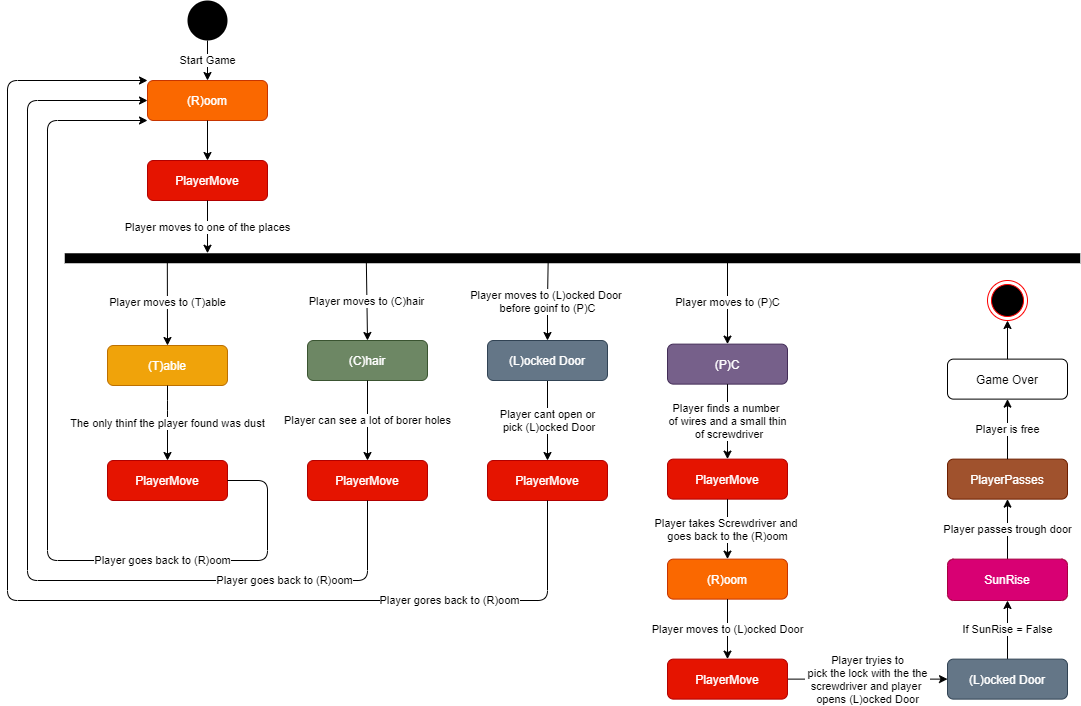 Start Game
(R)oom
PlayerMove
Player moves to one of the places
Player moves to (T)able
Player moves to (C)hair
Player moves to (L)ocked Door
before goinf to (P)C
Player moves to (P)C
(T)able
(C)hair
(L)ocked Door
(P)C
Game Over
The only thinf the player found was dust
Player can see a lot of borer holes
Player cant open or
pick (L)ocked Door
Player finds a number
of wires and a small thin
of screwdriver
Player is free
PlayerMove
PlayerMove
PlayerMove
PlayerMove
PlayerPasses
Player takes Screwdriver and
goes back to the (R)oom
Player passes trough door
Player goes back to (R)oom
Player goes back to (R)oom
Player gores back to (R)oom
(R)oom
SunRise
Player moves to (L)ocked Door
If SunRise = False
PlayerMove
Player tryies to
pick the lock with the the
screwdriver and player
opens (L)ocked Door
(L)ocked Door